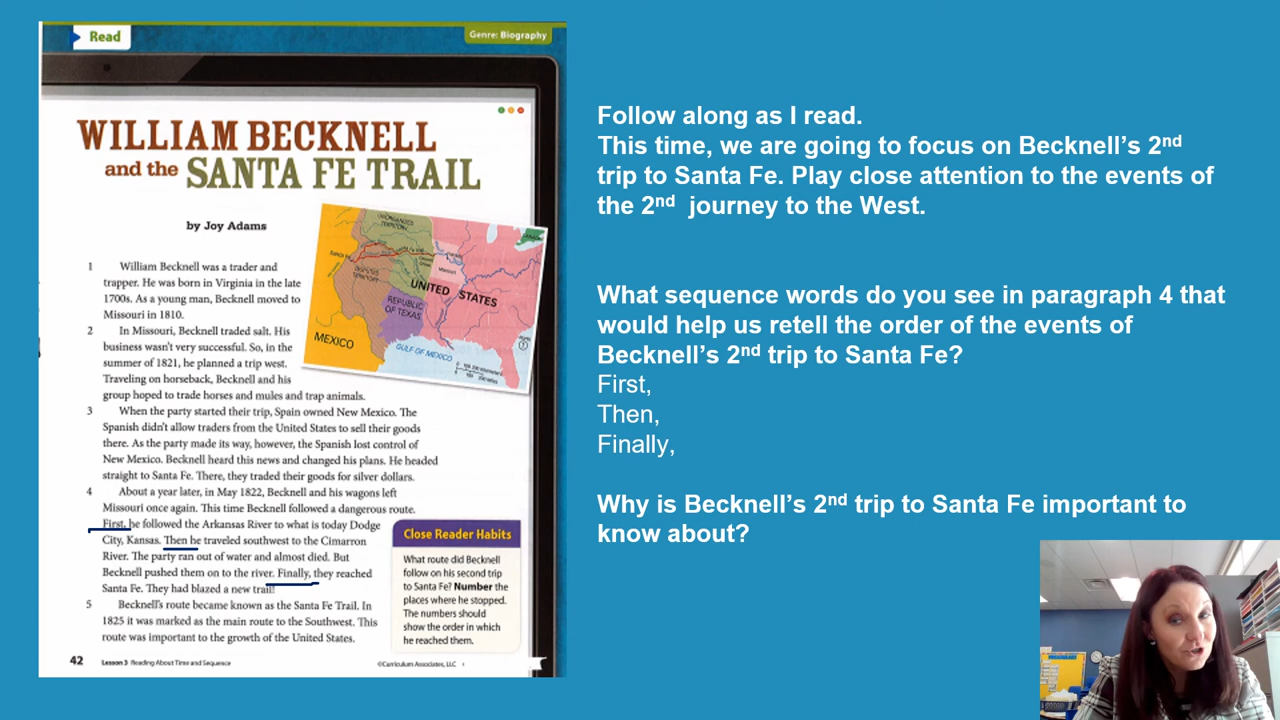 Read
Genre: Biography
WILLIAM BECKNELL
and the SANTA FE TRAIL
by Joy Adams
1 William Becknell was a trader and
trapper. He was born in Virginia in the late
1700s. As a young man, Becknell moved to
Missouri in 1810.
2 In Missouri, Becknell traded salt. His
business wasn't very successful. So, in the
summer of 1821, he planned a trip west.
Traveling on horseback, Becknell and his
group hoped to trade horses and mules and trap animals.
3 When the party started their trip, Spain owned New Mexico. The
Spanish didn't allow traders from the United States to sell their goods
there. As the party made its way, however, the Spanish lost control of
New Mexico. Becknell heard this news and changed his plans. He headed
straight to Santa Fe. There, they traded their goods for silver dollars.
4 About a year later, in May 1822, Becknell and his wagons left
Missouri once again. This time Becknell followed a dangerous route.
First, he followed the Arkansas River to what is today Dodge
City, Kansas. Then he traveled southwest to the Cimarron
River. The party ran out of water and almost died. But
Becknell pushed them on to the river. Finally, they reached
Santa Fe. They had blazed a new trail!
5 Becknell's route became known as the Santa Fe Trail. In
1825 it was marked as the main route to the Southwest. This
route was important to the growth of the United States.
UNORGANIZED
TERRITORY
DISPUTED
TERRITORY
Missouri
UNITED STATES
REPUBLIC
OF TEXAS
MEXICO
GULF OF MEXICO
Close Reader Habits
What route did Becknell
follow on his second trip
to Santa Fe? Number the
places where he stopped.
The numbers should
show the order in which
he reached them.
42 Lesson 3 Reading About Time and Sequence
©Curriculum Associates, LLC
Follow along as I read.
This time, we are going to focus on Becknell's 2nd
trip to Santa Fe. Play close attention to the events of
the 2nd journey to the West.
What sequence words do you see in paragraph 4 that
would help us retell the order of the events of
Becknell's 2nd trip to Santa Fe?
First,
Then,
Finally,
Why is Becknell's 2nd trip to Santa Fe important to
know about?